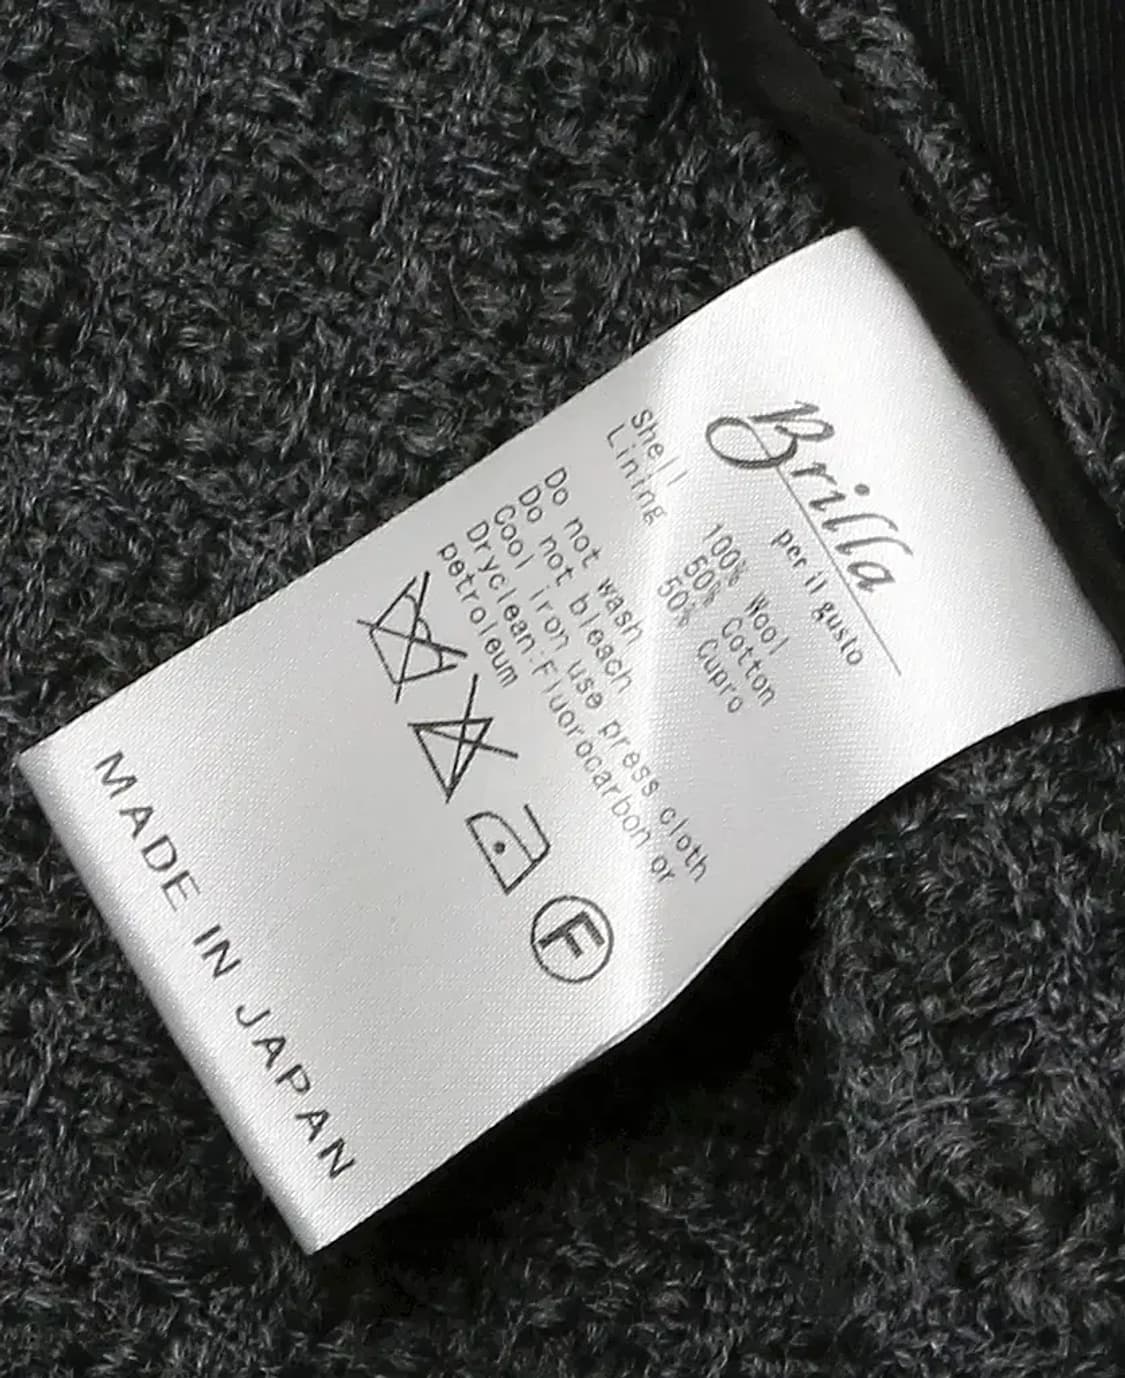 Brilla
per il gusto
Shell 100% Wool
Lining 50% Cotton
50% Cupro
Do not wash
Do not bleach
Cool iron use press cloth
Dryclean:Fluorocarbon or
petroleum
F
MADE IN JAPAN